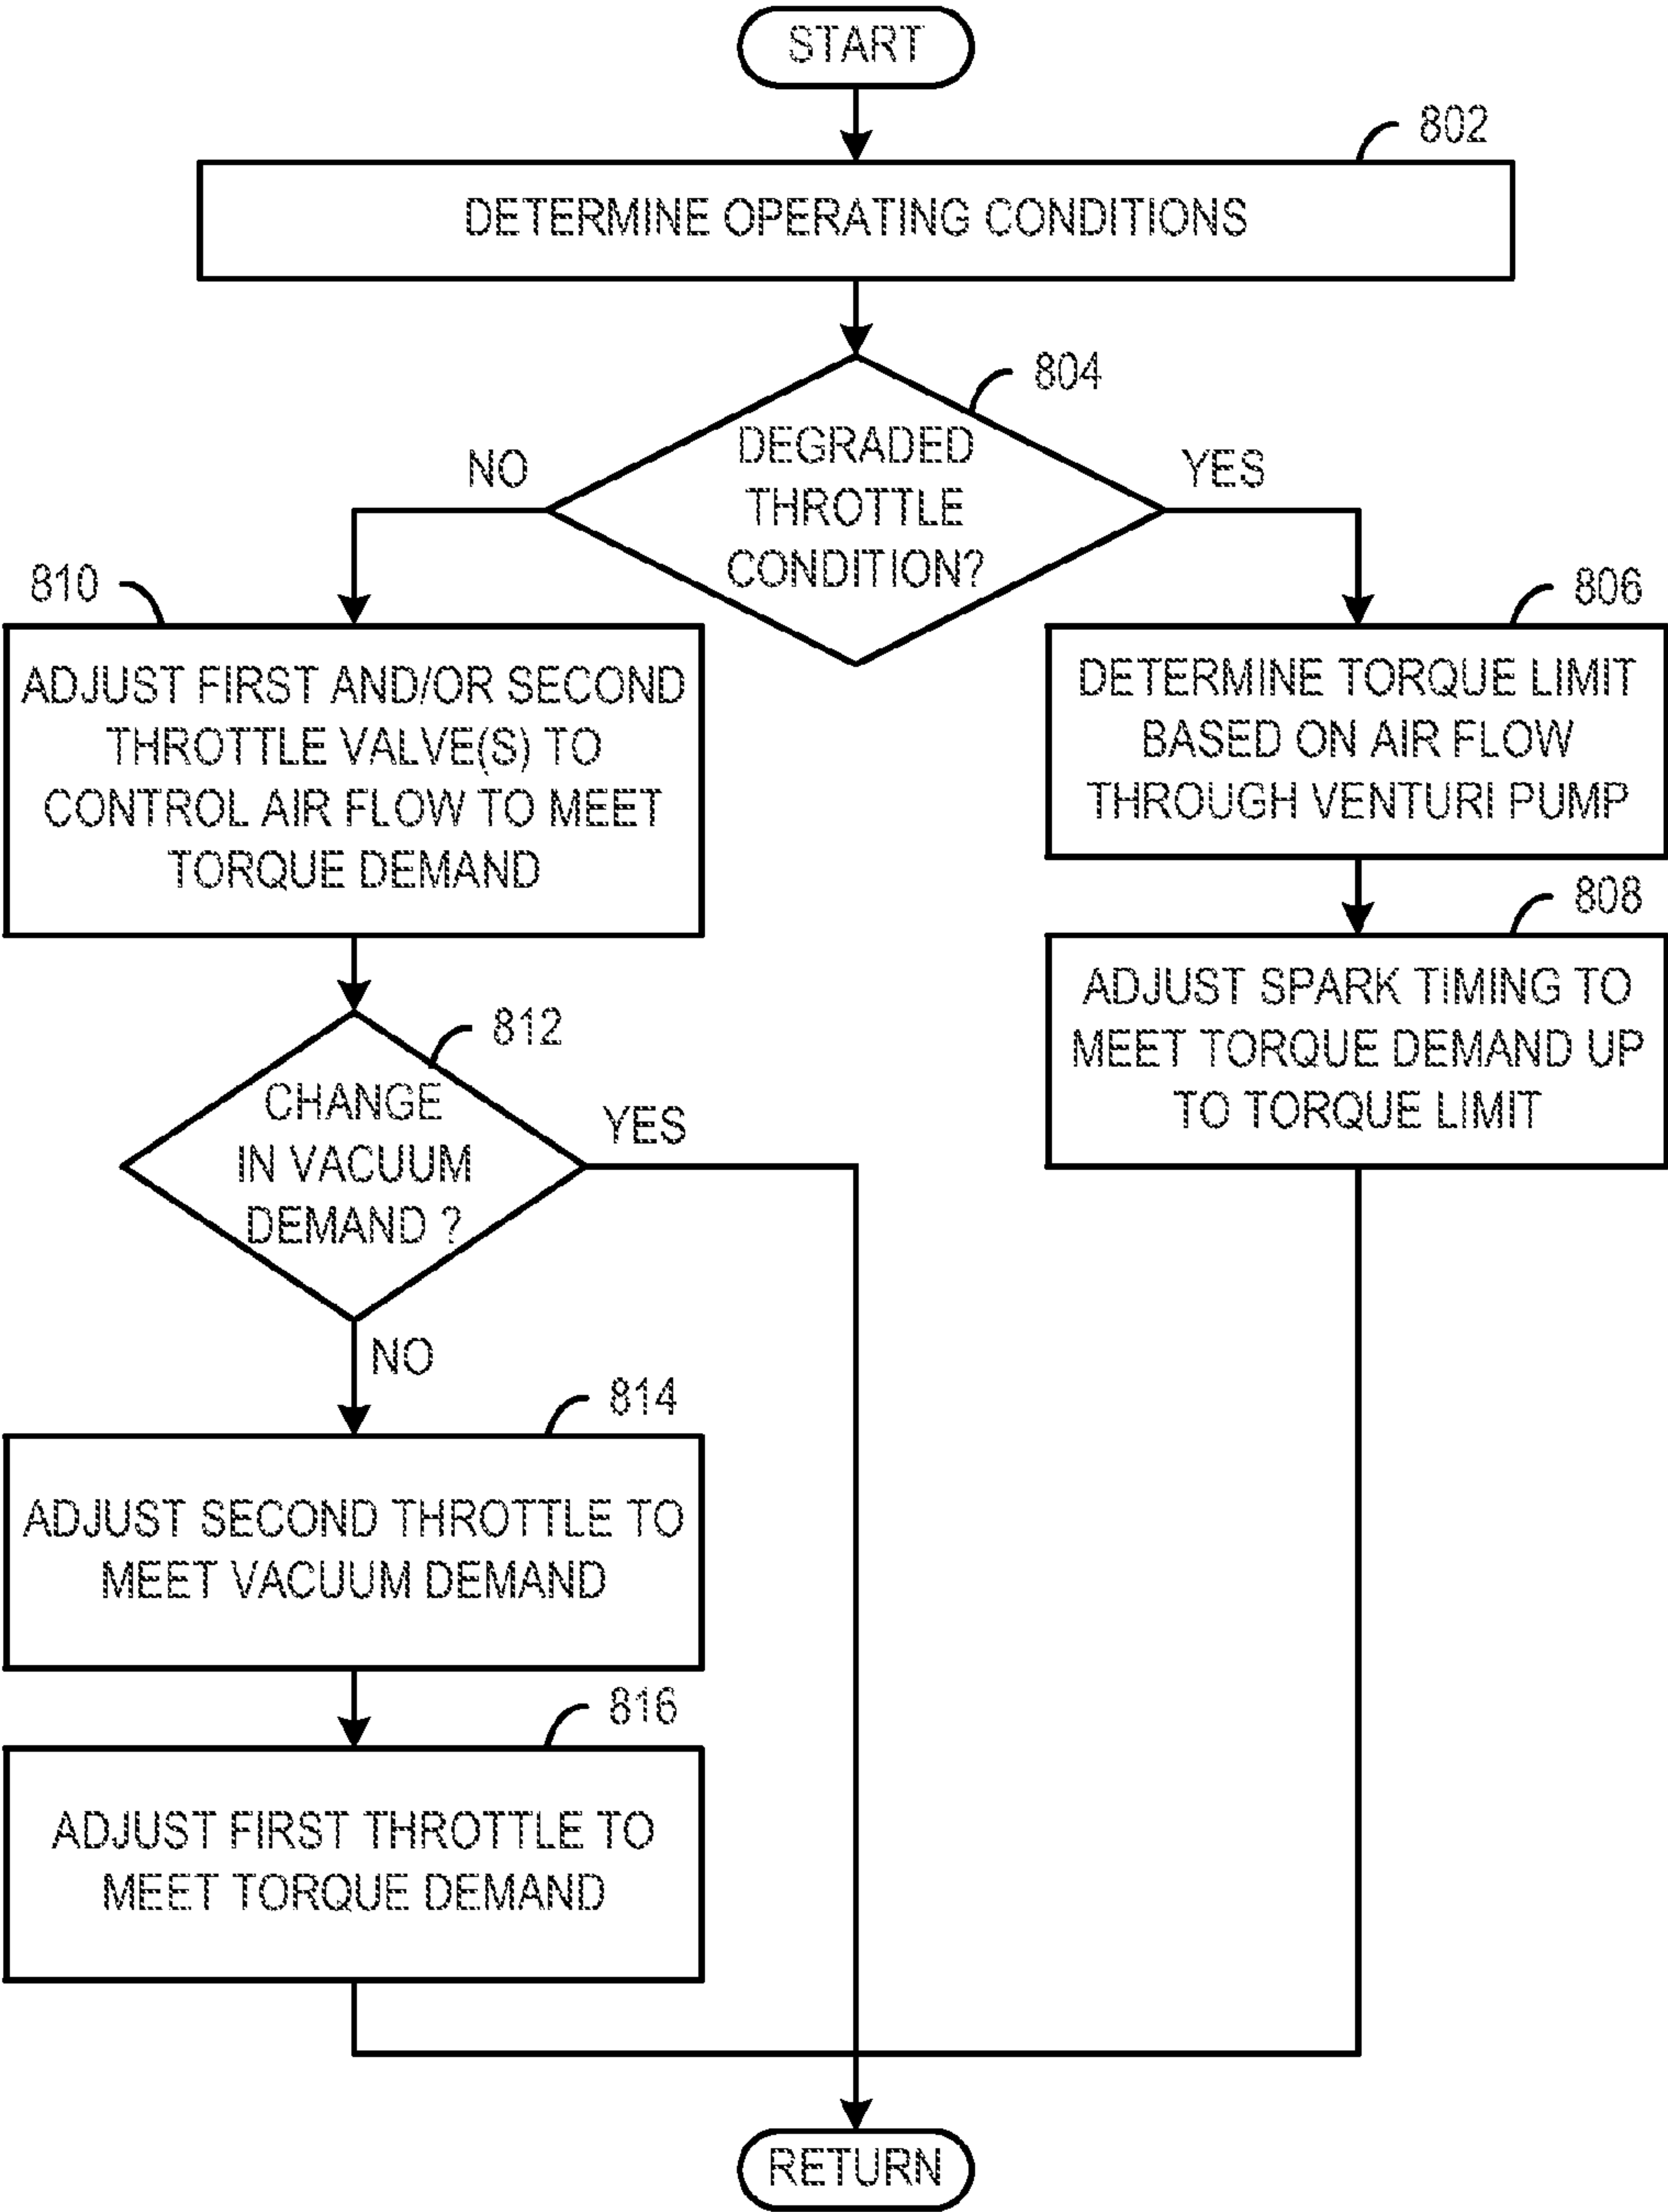 START
802
DETERMINE OPERATING CONDITIONS
804
DEGRADED
THROTTLE
CONDITION?
NO
YES
810
ADJUST FIRST AND/OR SECOND
THROTTLE VALVE(S) TO
CONTROL AIR FLOW TO MEET
TORQUE DEMAND
806
DETERMINE TORQUE LIMIT
BASED ON AIR FLOW
THROUGH VENTURI PUMP
808
ADJUST SPARK TIMING TO
MEET TORQUE DEMAND UP
TO TORQUE LIMIT
812
CHANGE
IN VACUUM
DEMAND ?
YES
NO
814
ADJUST SECOND THROTTLE TO
MEET VACUUM DEMAND
816
ADJUST FIRST THROTTLE TO
MEET TORQUE DEMAND
RETURN